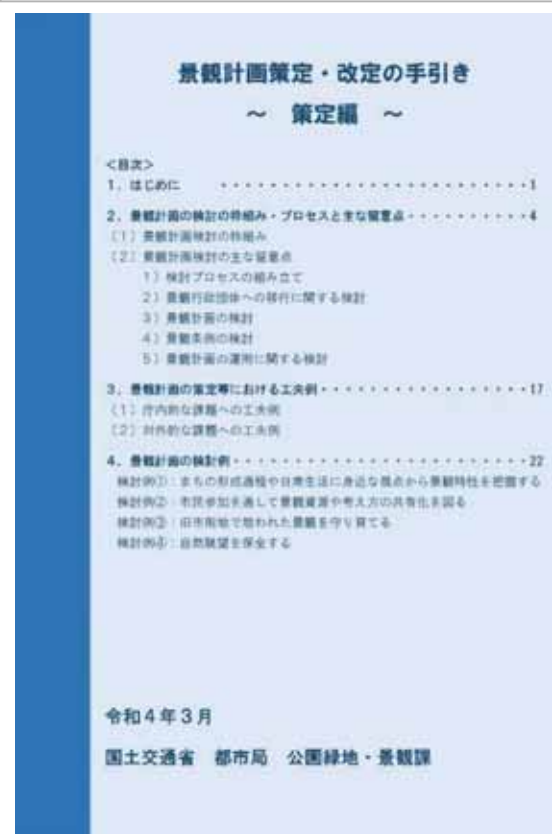 景観計画策定・改定の手引き
～ 策定編 ～
<目次>
1. はじめに ・・・・・・・・・・・・・・・・・・・・・・・・・・1
2. 景観計画の検討の枠組み・プロセスと主な留意点・・・・・・・・・・4
(1) 景観計画検討の枠組み
(2) 景観計画検討の主な留意点
1) 検討プロセスの組み立て
2) 景観行政団体への移行に関する検討
3) 景観計画の検討
4) 景観条例の検討
5) 景観計画の運用に関する検討
3. 景観計画の策定等における工夫例・・・・・・・・・・・・・・・・・17
(1) 庁内的な課題への工夫例
(2) 対外的な課題への工夫例
4. 景観計画の検討例・・・・・・・・・・・・・・・・・・・・・・・・22
検討例①：まちの形成過程や日常生活に身近な視点から景観特性を把握する
検討例②：市民参加を通して景観資源や考え方の共有化を図る
検討例③：旧市街地で培われた景観を守り育てる
検討例④：自然眺望を保全する
令和4年3月
国土交通省 都市局 公園緑地・景観課